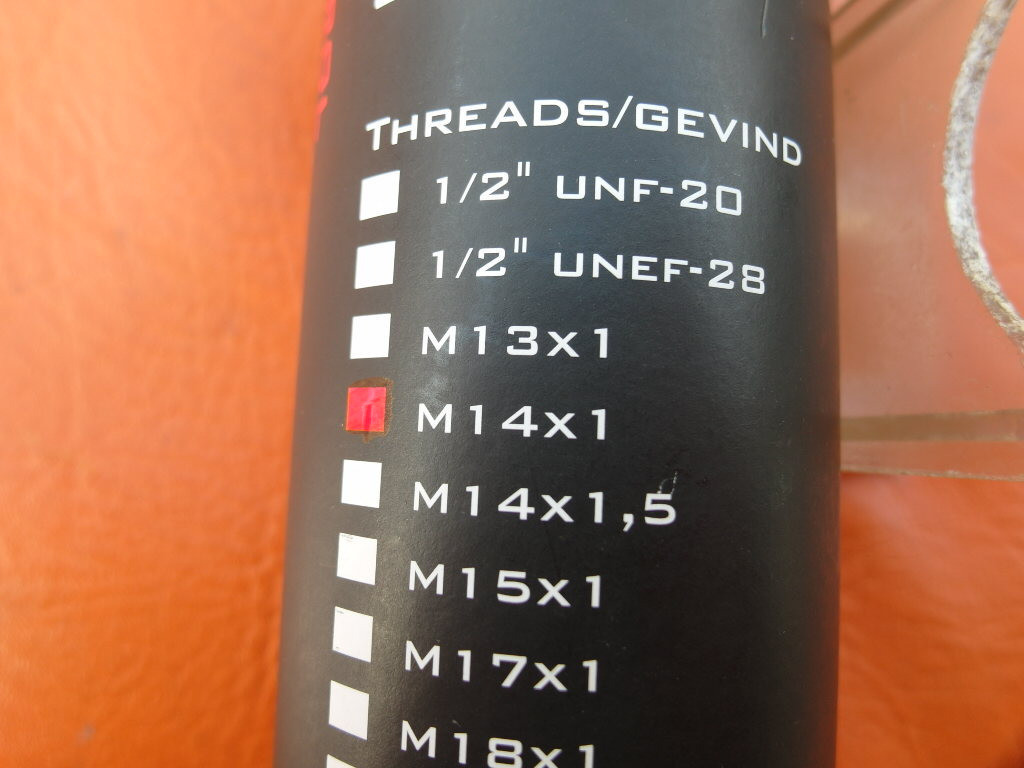 THREADS/GEVIND
1/2" UNF-20
1/2" UNEF-28
M13x1
M14x1
M14x1,5
M15x1
M17x1
M18x1